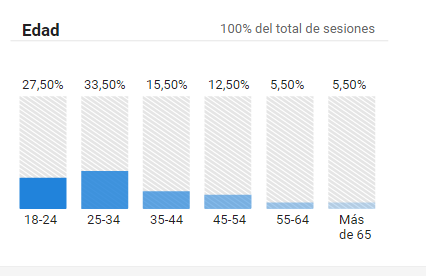 Edad
100% del total de sesiones
27,50% 33,50% 15,50% 12,50% 5,50% 5,50%
18-24 25-34 35-44 45-54 55-64 Más
de 65